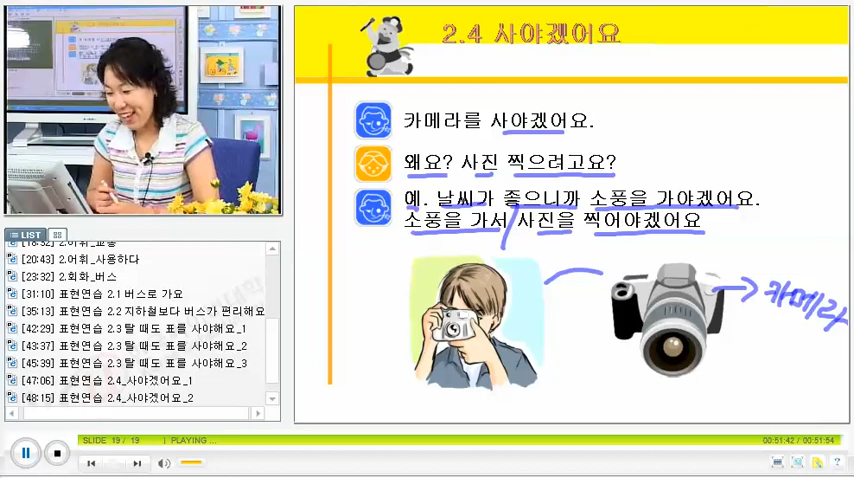 2.4 사야겠어요
카메라를 사야겠어요.
왜요? 사진 찍으려고요?
예. 날씨가 좋으니까 소풍을 가야겠어요.
소풍을 가서 사진을 찍어야겠어요
카메라
LIST
[20:43] 2.어휘_사용하다
[23:32] 2.회화_버스
[31:10] 표현연습 2.1 버스로 가요
[35:13] 표현연습 2.2 지하철보다 버스가 편리해요
[42:29] 표현연습 2.3 탈 때도 표를 사야해요_1
[43:37] 표현연습 2.3 탈 때도 표를 사야해요_2
[45:39] 표현연습 2.3 탈 때도 표를 사야해요_3
[47:06] 표현연습 2.4_사야겠어요_1
[48:15] 표현연습 2.4_사야겠어요_2
SLIDE 19 / 19 | PLAYING ...
00:51:42 / 00:51:54